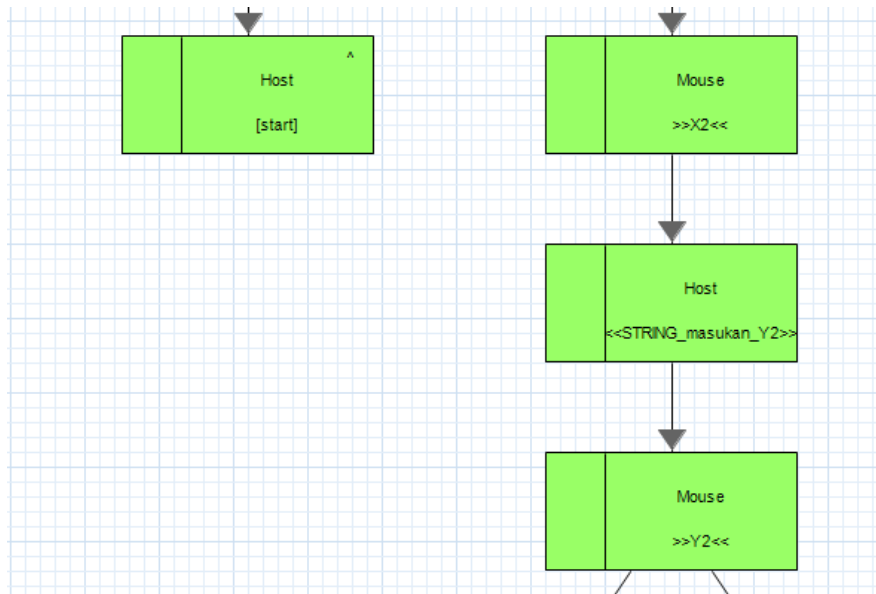 ^
Host
[start]
Mouse
>>X2<<
Host
<<STRING_masukan_Y2>>
Mouse
>>Y2<<